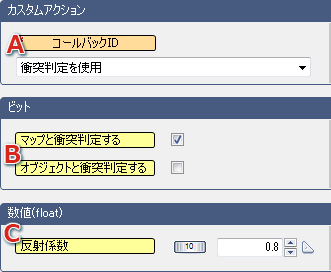 カスタムアクション
A コールバックID
衝突判定を使用
ビット
マップと衝突判定する
B
オブジェクトと衝突判定する
数値(float)
C
反射係数 10 0.8